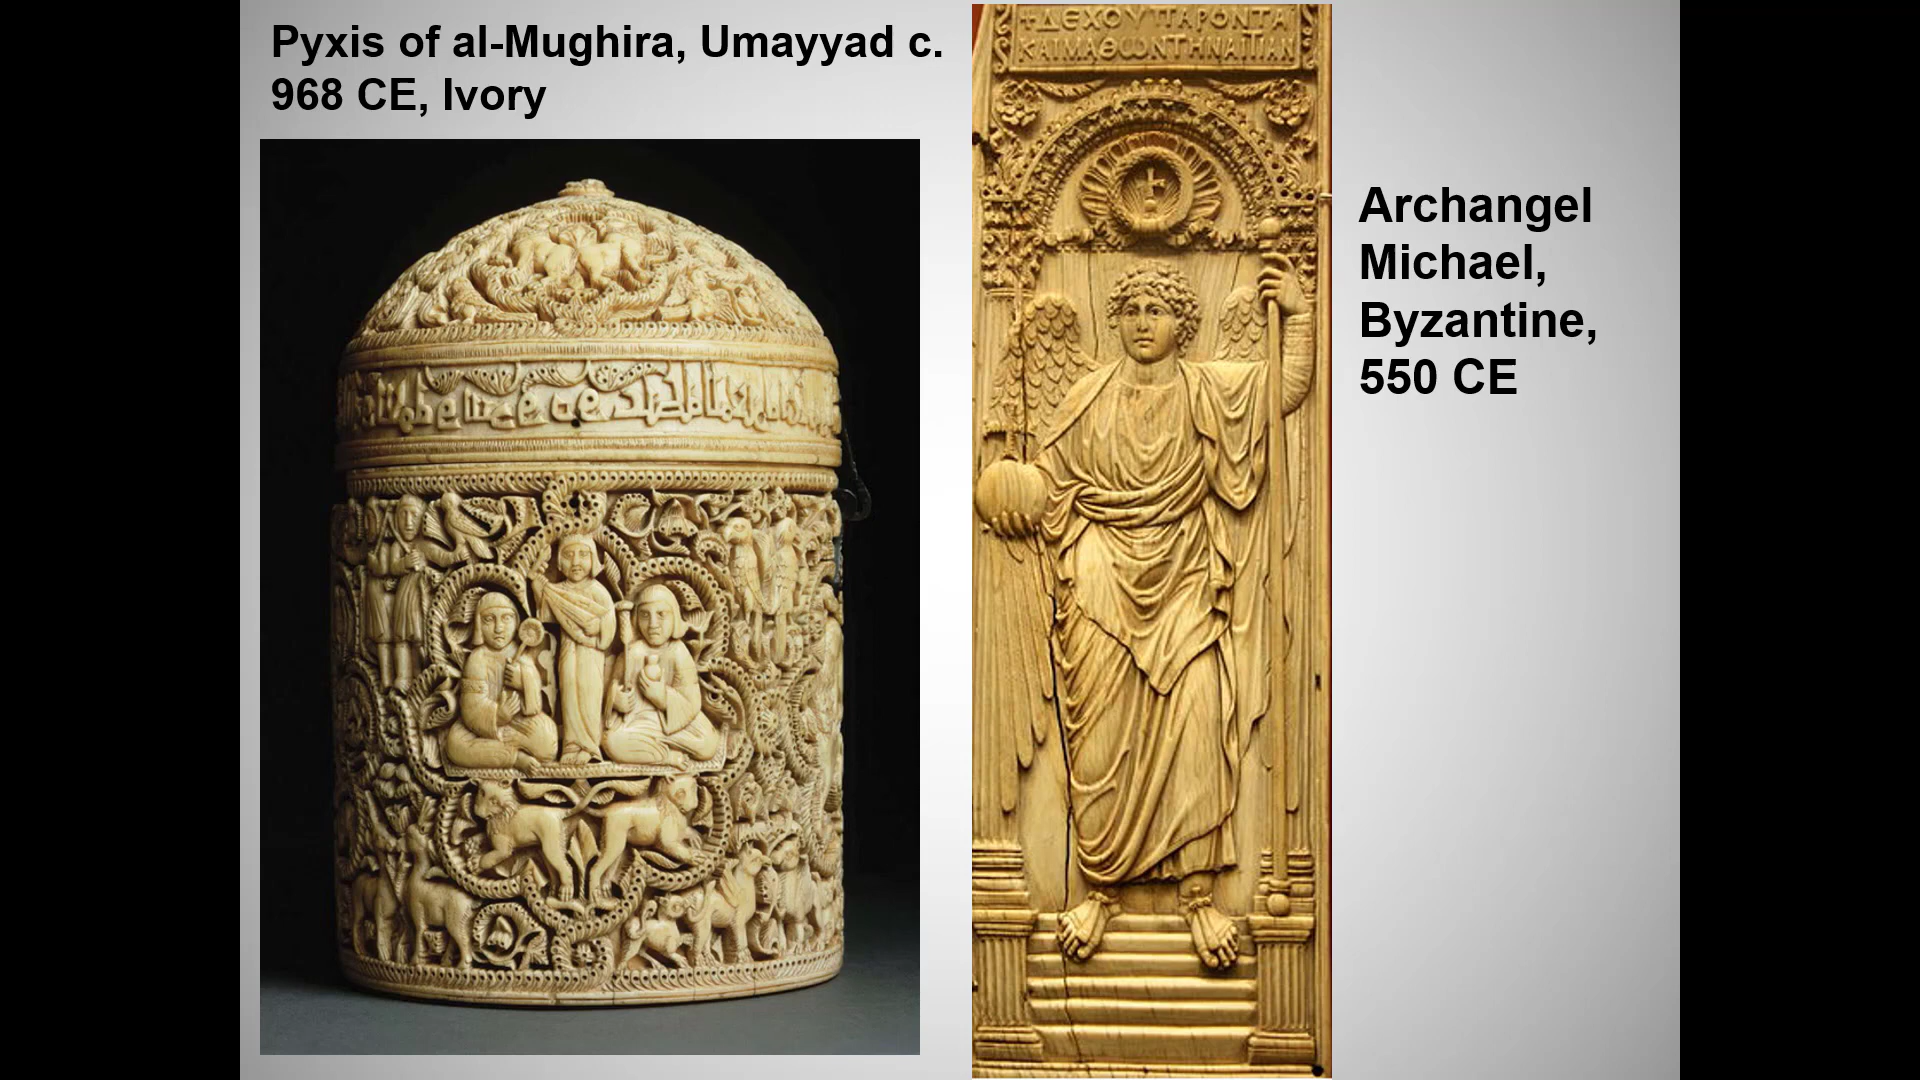 Pyxis of al-Mughira, Umayyad c.
968 CE, Ivory
+ΔΕΧΟΥΠΑΡΟΝΤΑ
ΚΑΙΜΑΘωΝΤΗΝΑΙΤΙΑΝ
Archangel
Michael,
Byzantine,
550 CE